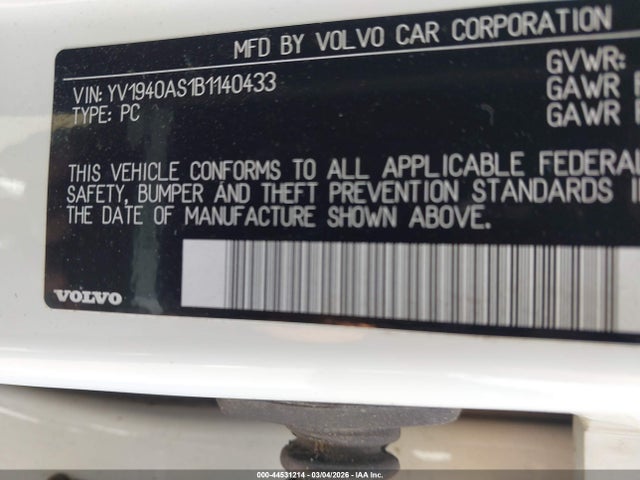 MFD BY VOLVO CAR CORPORATION
VIN: YV1940AS1B1140433
TYPE: PC
GVWR:
GAWR
GAWR
THIS VEHICLE CONFORMS TO ALL APPLICABLE FEDERAL
SAFETY, BUMPER AND THEFT PREVENTION STANDARDS
THE DATE OF MANUFACTURE SHOWN ABOVE.
VOLVO
000-44531214 - 03/04/2026 - IAA Inc.